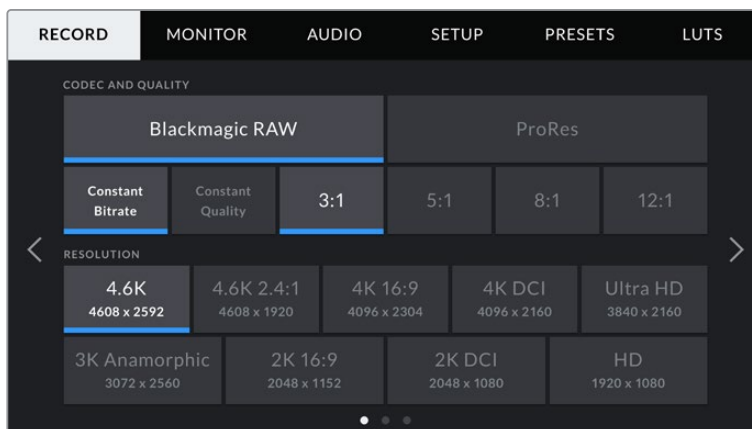 RECORD MONITOR AUDIO SETUP PRESETS LUTS
CODEC AND QUALITY
Blackmagic RAW ProRes
Constant Bitrate Constant Quality 3:1 5:1 8:1 12:1
RESOLUTION
4.6K 4.6K 2.4:1 4K 16:9 4K DCI Ultra HD
4608 x 2592 4608 x 1920 4096 x 2304 4096 x 2160 3840 x 2160
3K Anamorphic 2K 16:9 2K DCI HD
3072 x 2560 2048 x 1152 2048 x 1080 1920 x 1080